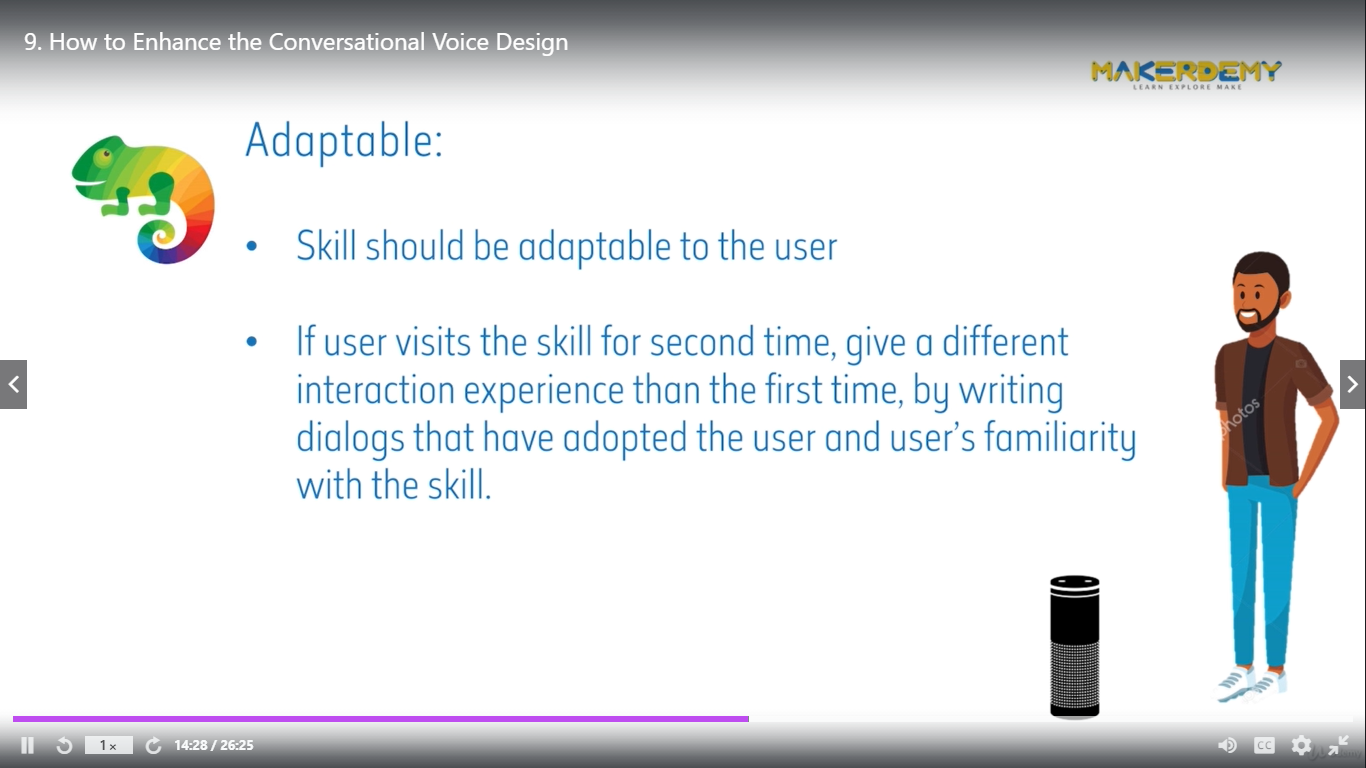 9. How to Enhance the Conversational Voice Design
MAKERDEMY
LEARN EXPLORE MAKE
Adaptable:
• Skill should be adaptable to the user
• If user visits the skill for second time, give a different
interaction experience than the first time, by writing
dialogs that have adopted the user and user's familiarity
with the skill.
photos
1 x
14:28 / 26:25
CC